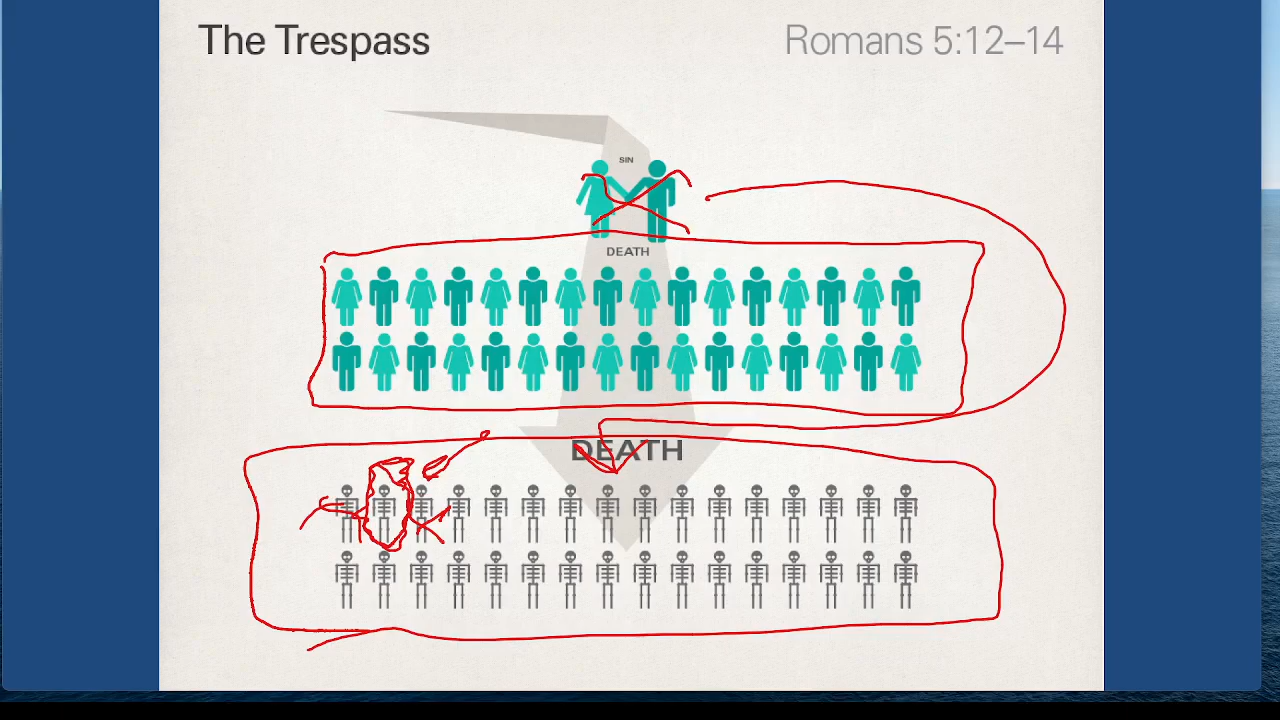 The Trespass
Romans 5:12–14
SIN
DEATH
DEATH